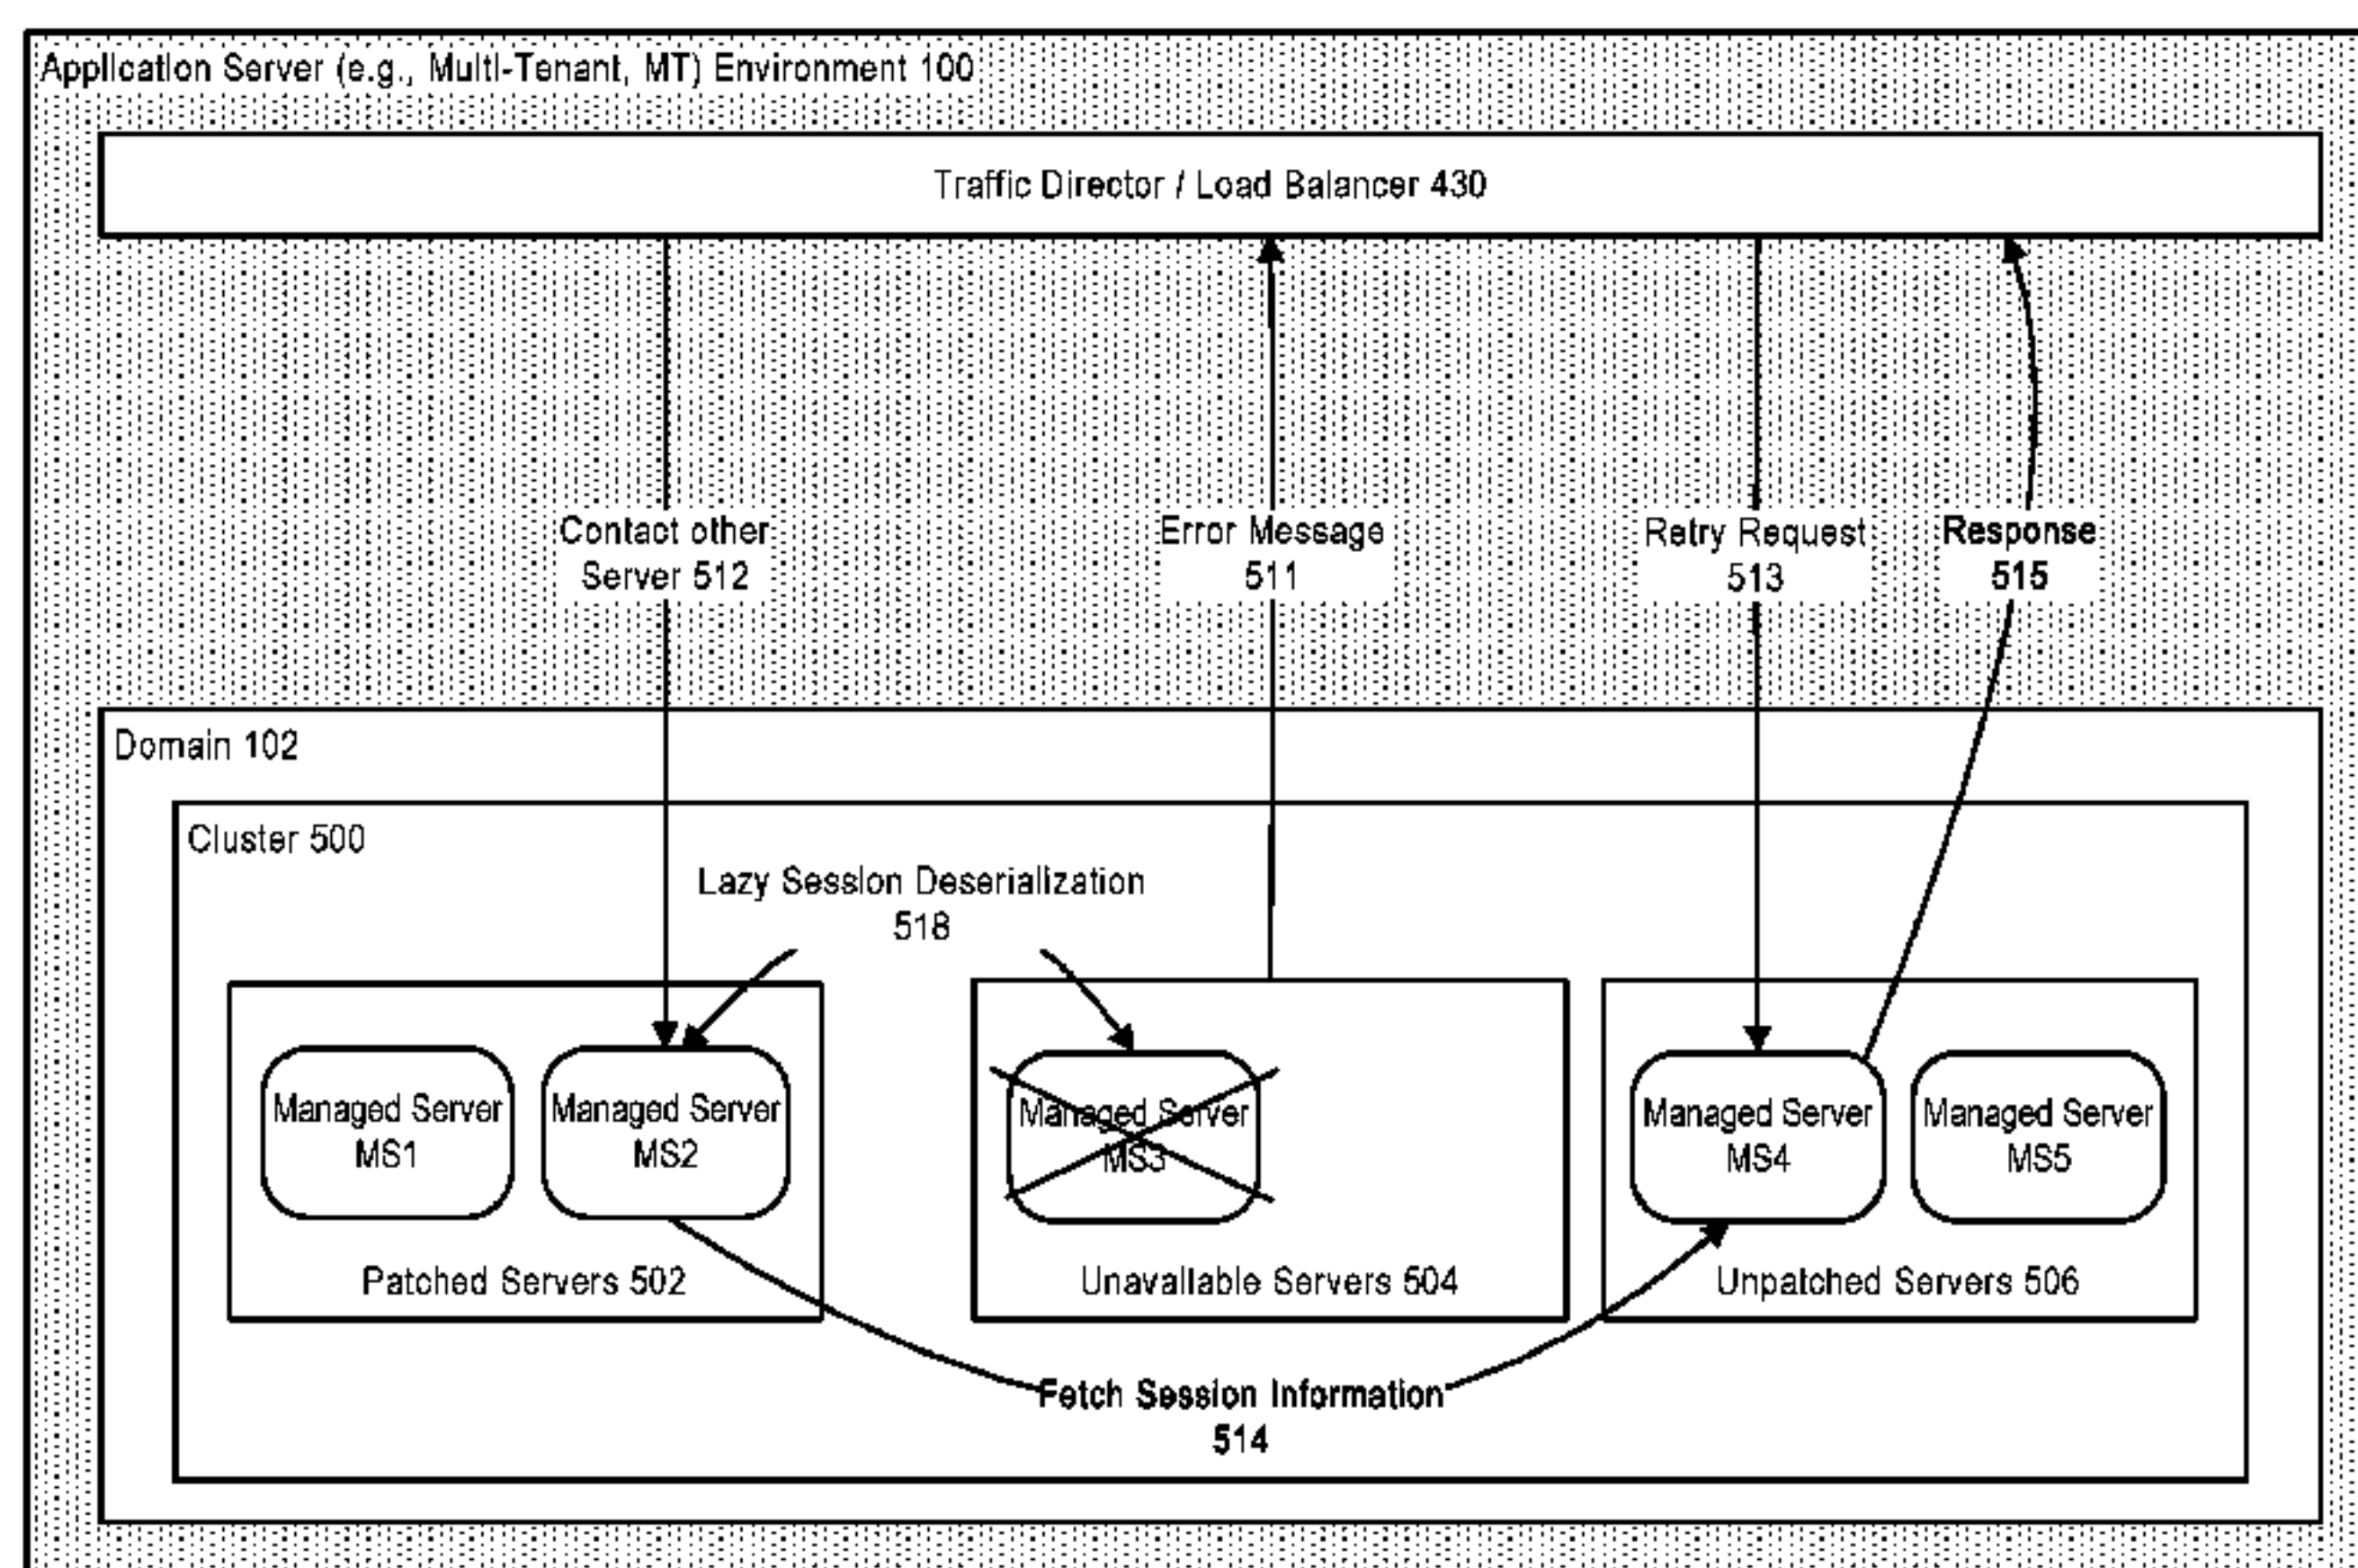 Application Server (e.g., Multi-Tenant, MT) Environment 100
Traffic Director / Load Balancer 430
Contact other
Server 512
Error Message
511
Retry Request
513
Response
515
Domain 102
Cluster 500
Lazy Session Deserialization
518
Managed Server
MS1
Managed Server
MS2
Patched Servers 502
Managed Server
MS3
Unavailable Servers 504
Managed Server
MS4
Managed Server
MS5
Unpatched Servers 506
Fetch Session Information
514